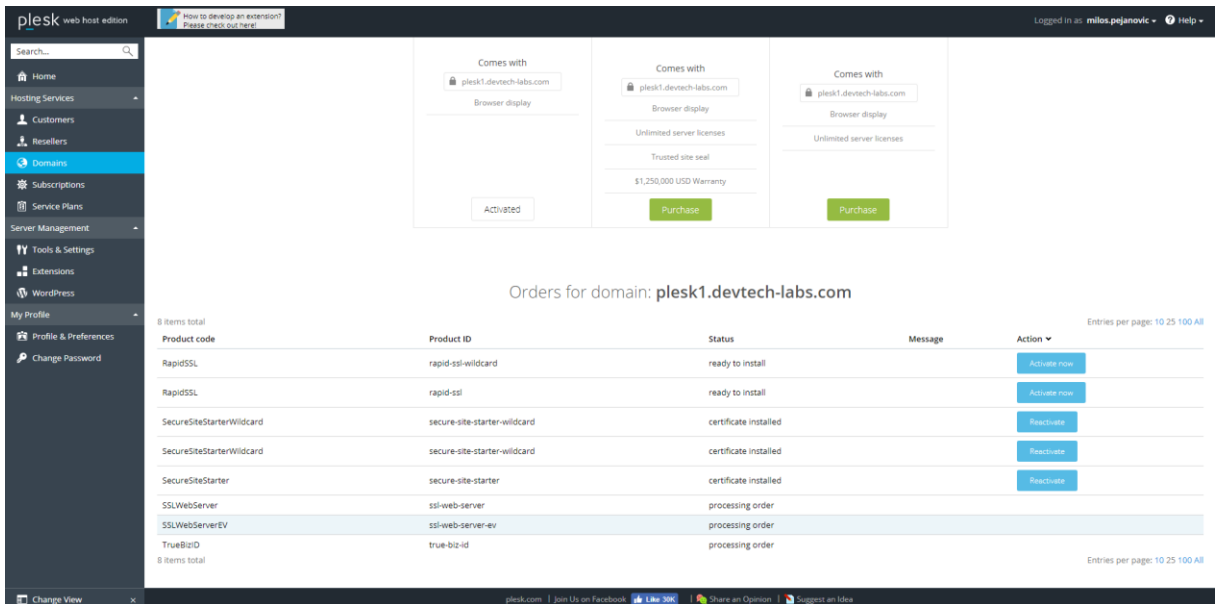 plesk web host edition
How to develop an extension?
Please check out here!
Logged in as milos.pejanovic
Help
Search...
Home
Hosting Services
Customers
Resellers
Domains
Subscriptions
Service Plans
Server Management
Tools & Settings
Extensions
WordPress
My Profile
Profile & Preferences
Change Password
Change View
Comes with
plesk1.devtech-labs.com
Browser display
Activated
Comes with
plesk1.devtech-labs.com
Browser display
Unlimited server licenses
Trusted site seal
$1,250,000 USD Warranty
Purchase
Comes with
plesk1.devtech-labs.com
Browser display
Unlimited server licenses
Purchase
Orders for domain: plesk1.devtech-labs.com
8 items total Entries per page: 10 25 100 All
Product code Product ID Status Message Action
RapidSSL rapid-ssl-wildcard ready to install Activate now
RapidSSL rapid-ssl ready to install Activate now
SecureSiteStarterWildcard secure-site-starter-wildcard certificate installed Reactivate
SecureSiteStarterWildcard secure-site-starter-wildcard certificate installed Reactivate
SecureSiteStarter secure-site-starter certificate installed Reactivate
SSLWebServer ssl-web-server processing order
SSLWebServerEV ssl-web-server-ev processing order
TrueBizID true-biz-id processing order
8 items total Entries per page: 10 25 100 All
plesk.com | Join Us on Facebook Like 30K | Share an Opinion | Suggest an Idea